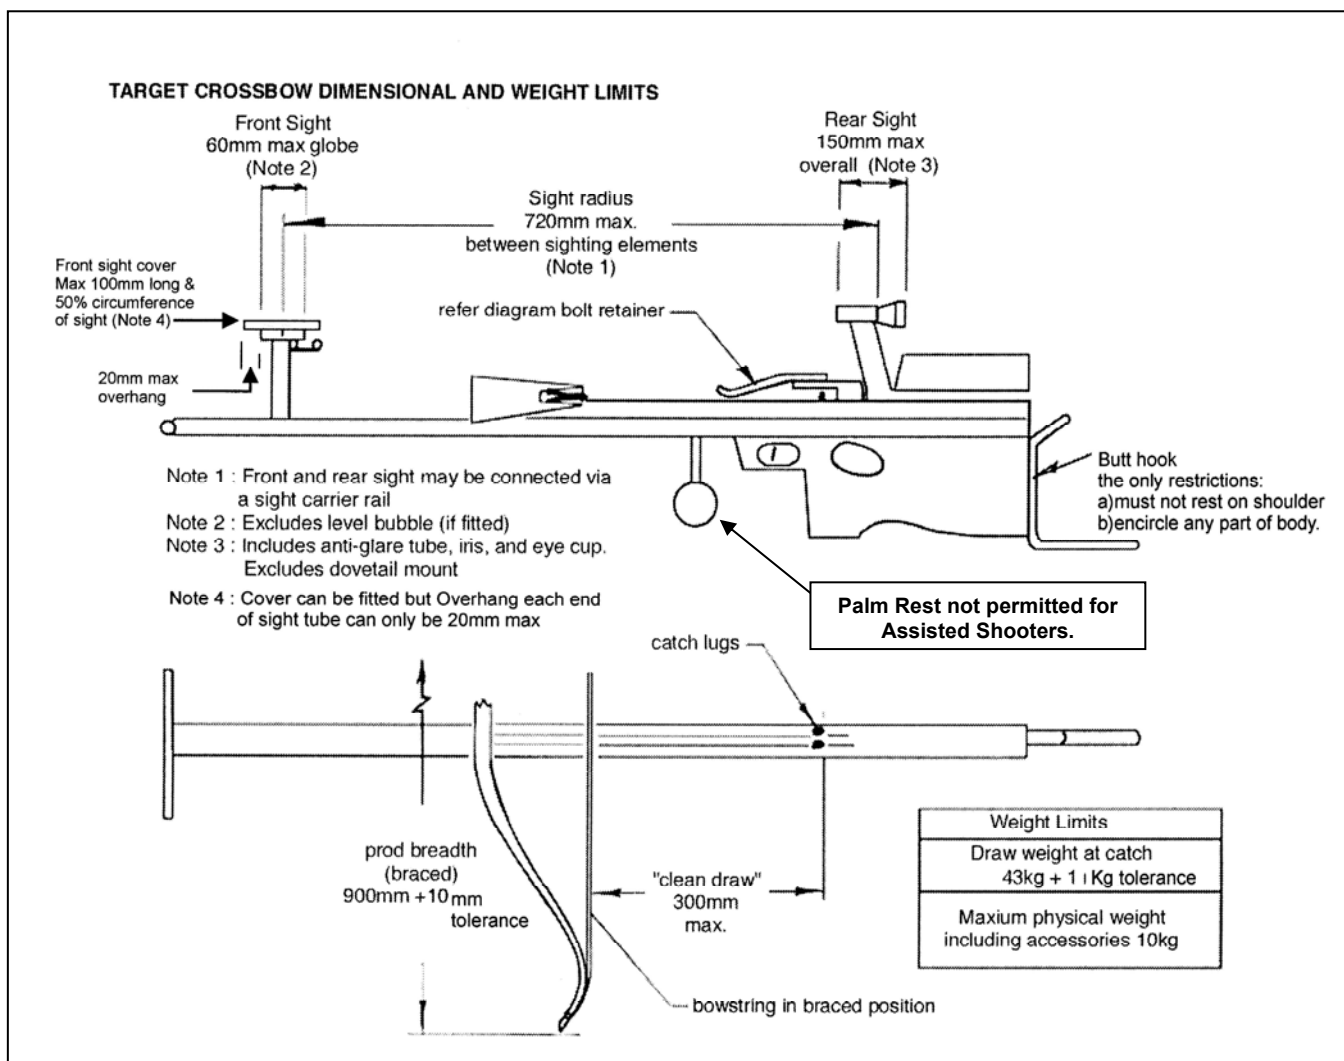 TARGET CROSSBOW DIMENSIONAL AND WEIGHT LIMITS
Front Sight
60mm max globe
(Note 2)
Rear Sight
150mm max
overall (Note 3)
Sight radius
720mm max.
between sighting elements
(Note 1)
Front sight cover
Max 100mm long &
50% circumference
of sight (Note 4)
refer diagram bolt retainer
20mm max
overhang
Butt hook
the only restrictions:
a)must not rest on shoulder
b)encircle any part of body.
Note 1 : Front and rear sight may be connected via
a sight carrier rail
Note 2 : Excludes level bubble (if fitted)
Note 3 : Includes anti-glare tube, iris, and eye cup.
Excludes dovetail mount
Note 4 : Cover can be fitted but Overhang each end
of sight tube can only be 20mm max
Palm Rest not permitted for
Assisted Shooters.
catch lugs
prod breadth
(braced)
900mm +10mm
tolerance
"clean draw"
300mm
max.
bowstring in braced position
Weight Limits
Draw weight at catch
43kg + 1 Kg tolerance
Maxium physical weight
including accessories 10kg